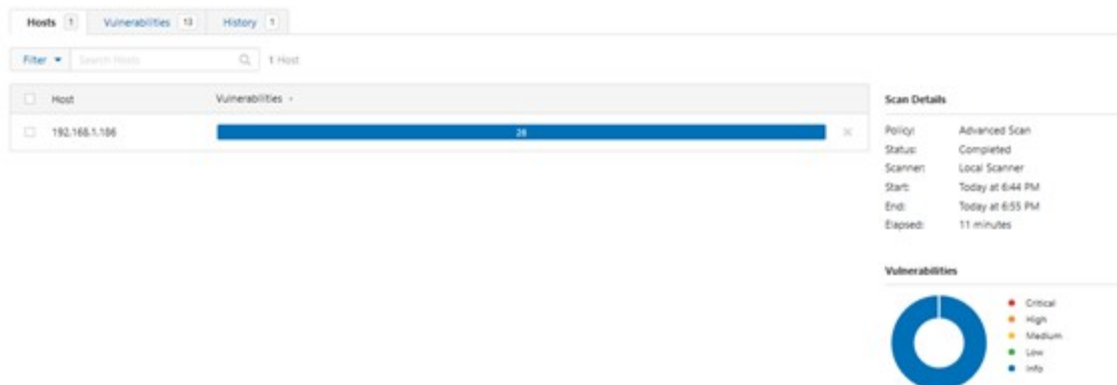 Hosts 1 Vulnerabilities 13 History 1
Filter Search Hosts 1 Host
Host Vulnerabilities
192.168.1.186 26
Scan Details
Policy: Advanced Scan
Status: Completed
Scanner: Local Scanner
Start: Today at 6:44 PM
End: Today at 6:55 PM
Elapsed: 11 minutes
Vulnerabilities
Critical
High
Medium
Low
Info